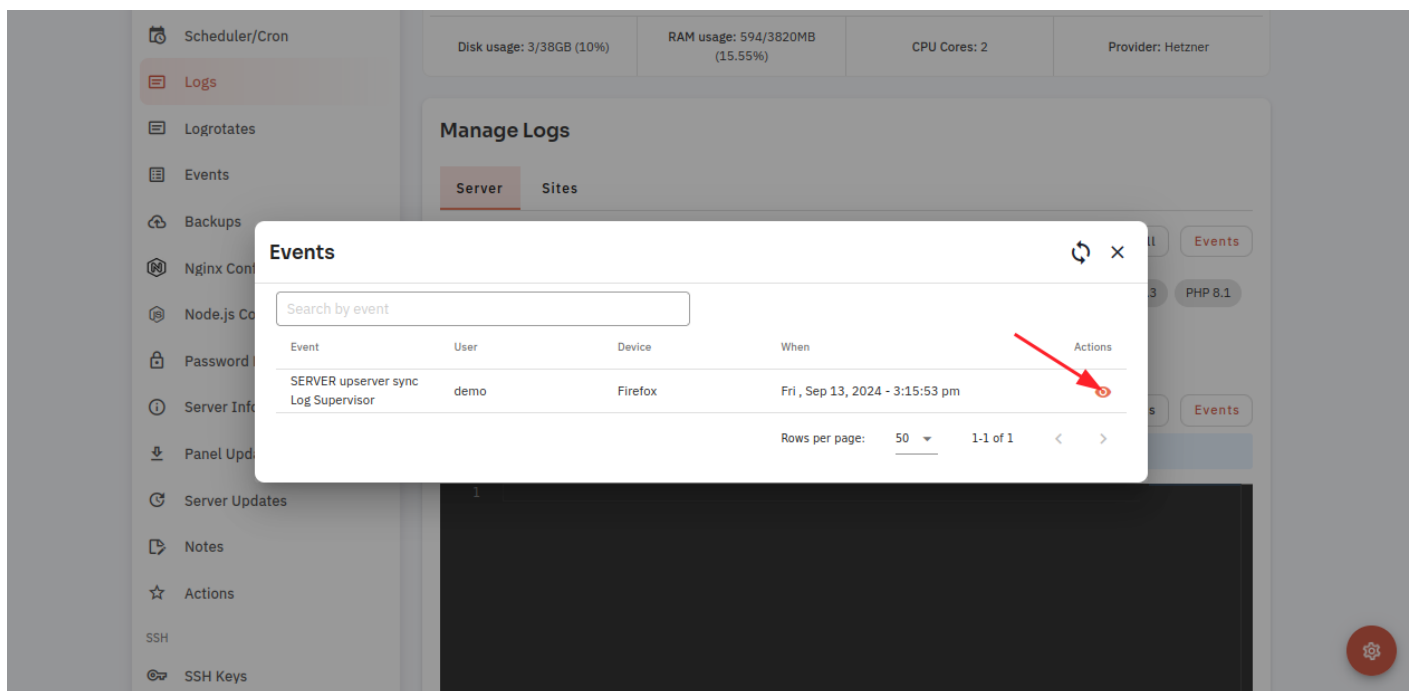 Scheduler/Cron
Logs
Logrotates
Events
Backups
Nginx Conf
Node.js Co
Password
Server Info
Panel Upd
Server Updates
Notes
Actions
SSH
SSH Keys
Disk usage: 3/38GB (10%)
RAM usage: 594/3820MB
(15.55%)
CPU Cores: 2
Provider: Hetzner
Manage Logs
Server Sites
ll Events
.3 PHP 8.1
s Events
1
Events
Search by event
Event User Device When Actions
SERVER upserver sync
Log Supervisor
demo Firefox Fri , Sep 13, 2024 - 3:15:53 pm
Rows per page: 50 1-1 of 1